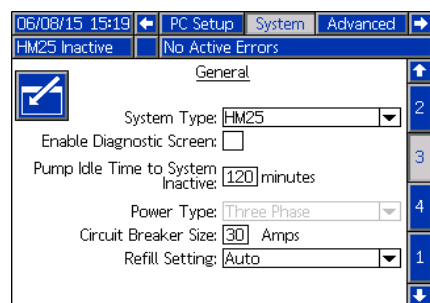 06/08/15 15:19 PC Setup System Advanced
HM25 Inactive No Active Errors
General
2
System Type: HM25
Enable Diagnostic Screen:
3
Pump Idle Time to System
Inactive: 120 minutes
Power Type: Three Phase
4
Circuit Breaker Size: 30 Amps
Refill Setting: Auto
1